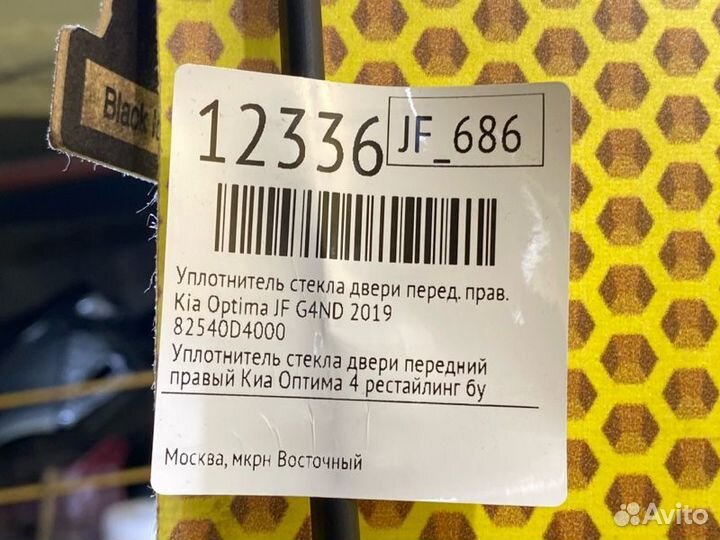 Black
12336
JF_686
Уплотнитель стекла двери перед. прав.
Kia Optima JF G4ND 2019
82540D4000
Уплотнитель стекла двери передний
правый Киа Оптима 4 рестайлинг бу
Москва, мкрн Восточный
Avito